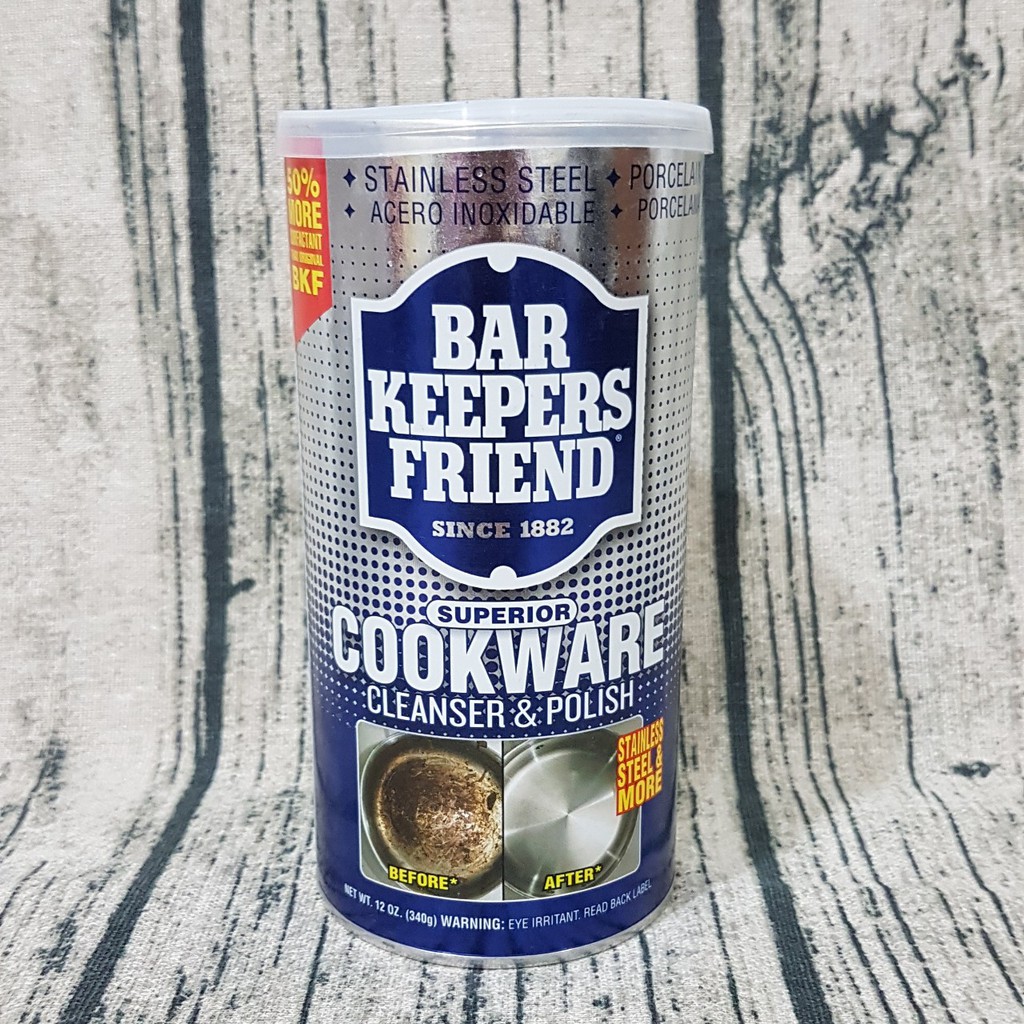 ✦ STAINLESS STEEL ✦ PORCELAIN
✦ ACERO INOXIDABLE ✦
50%
MORE
BKF
BAR
KEEPERS
FRIEND®
SINCE 1882
SUPERIOR
COOKWARE
CLEANSER & POLISH
STAINLESS
STEEL &
MORE
BEFORE*
AFTER*
NET WT. 12 OZ. (340g) WARNING: EYE IRRITANT. READ BACK LABEL